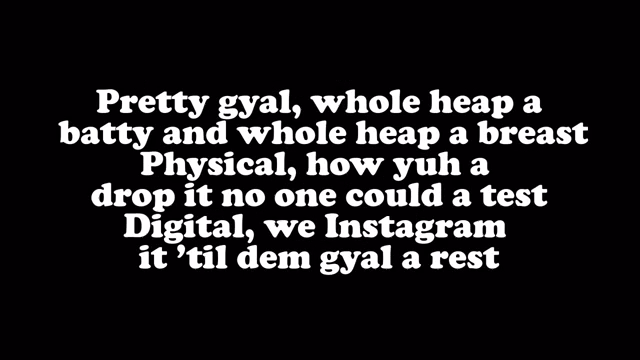 Pretty gyal, whole heap a
batty and whole heap a breast
Physical, how yuh a
drop it no one could a test
Digital, we Instagram
it ’til dem gyal a rest